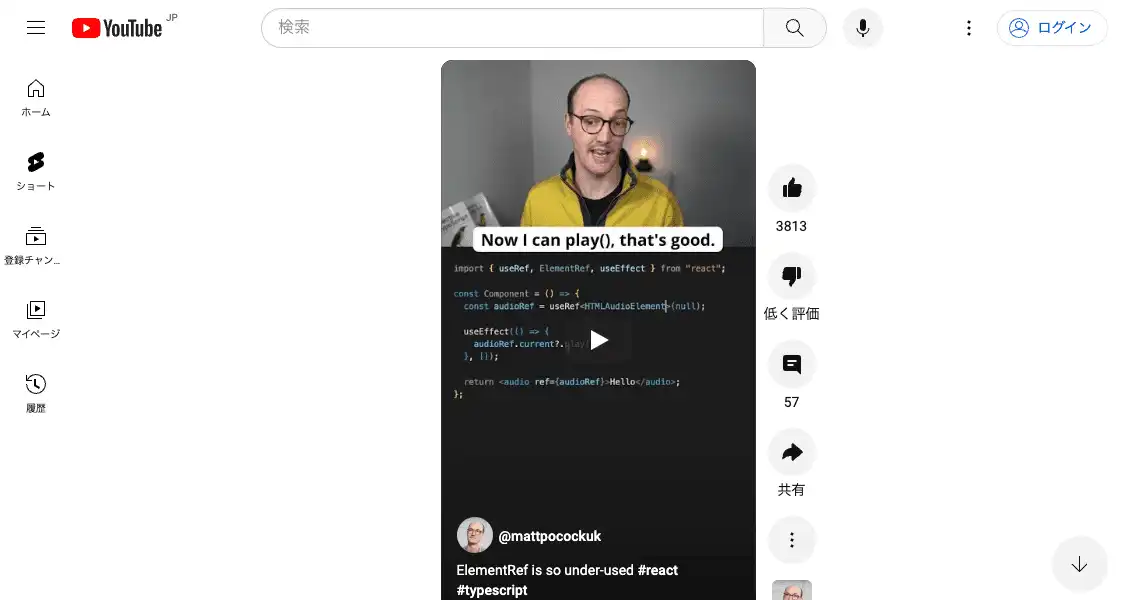 YouTube JP
検索
ログイン
ホーム
ショート
登録チャン...
マイページ
履歴
Now I can play(), that's good.
import { useRef, ElementRef, useEffect } from "react";
const Component = () => {
const audioRef = useRef<HTMLAudioElement>(null);
useEffect(() => {
audioRef.current?.play
}, []);
return <audio ref={audioRef}>Hello</audio>;
};
@mattpocockuk
ElementRef is so under-used #react
#typescript
3813
低く評価
57
共有